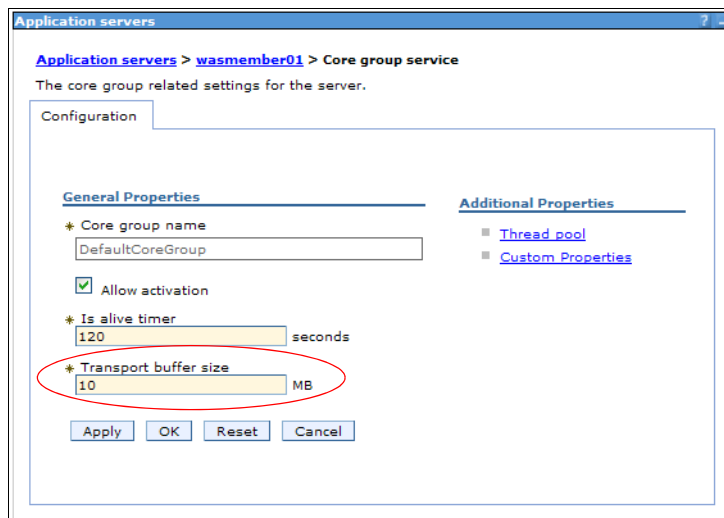 Application servers ? _
Application servers > wasmember01 > Core group service
The core group related settings for the server.
Configuration
General Properties
* Core group name
DefaultCoreGroup
Allow activation
* Is alive timer
120 seconds
* Transport buffer size
10 MB
Apply OK Reset Cancel
Additional Properties
Thread pool
Custom Properties